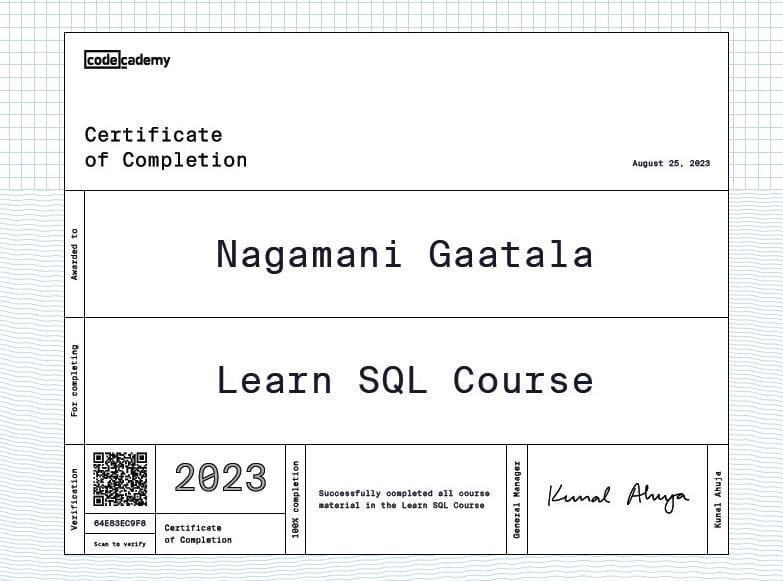 codecademy
Certificate
of Completion
August 25, 2023
Awarded to
Nagamani Gaatala
For completing
Learn SQL Course
Verification
64E83EC9F8
Scan to verify
2023
Certificate
of Completion
100% completion
Successfully completed all course
material in the Learn SQL Course
General Manager
Kunal Ahuja
Kunal Ahuja